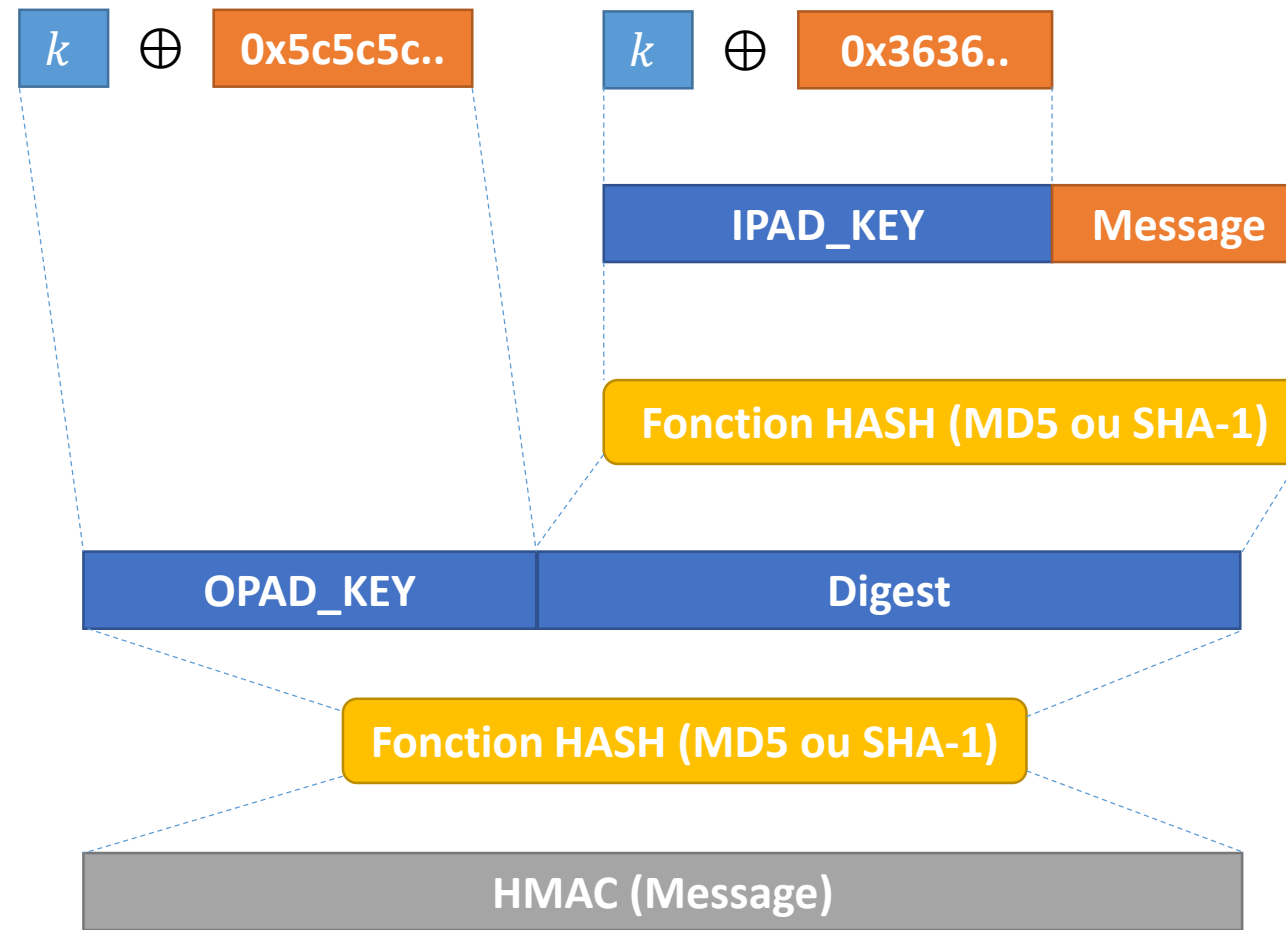 k ⊕ 0x5c5c5c..
k ⊕ 0x3636..
IPAD_KEY Message
Fonction HASH (MD5 ou SHA-1)
OPAD_KEY Digest
Fonction HASH (MD5 ou SHA-1)
HMAC (Message)